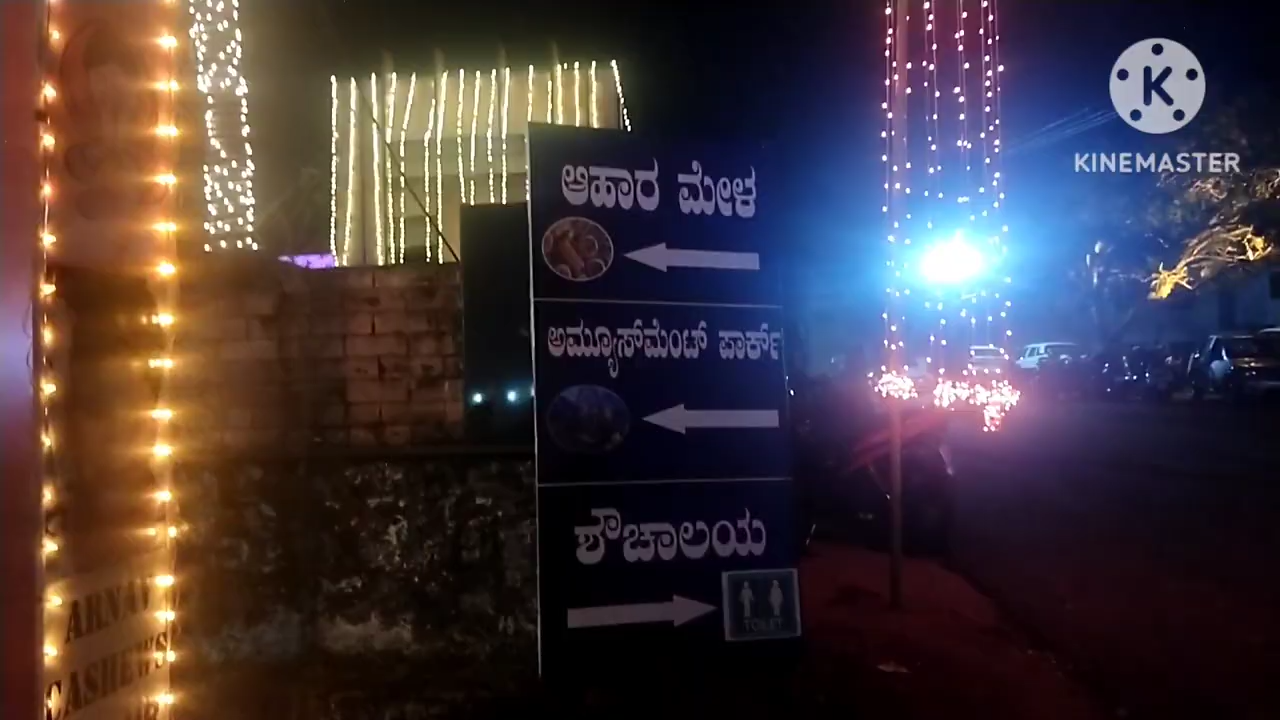 ಆಹಾರ ಮೇಳ
ಅಮ್ಯೂಸ್‌ಮೆಂಟ್ ಪಾರ್ಕ್
ಶೌಚಾಲಯ
TOILET
ARNAV
CASHEWS
K
KINEMASTER